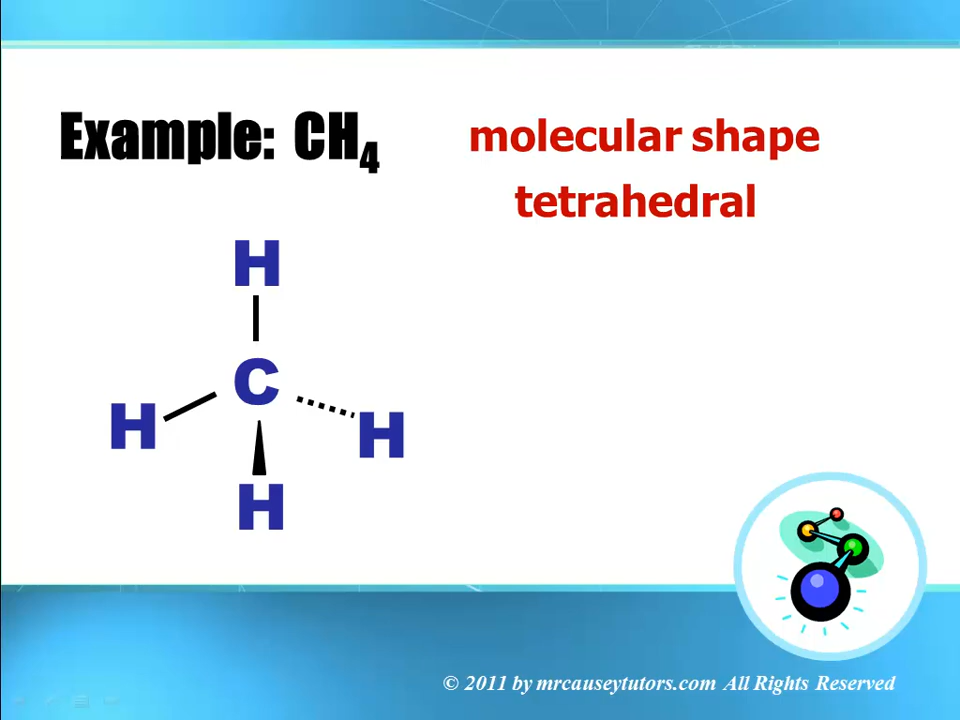 Example: CH₄
molecular shape
tetrahedral
H
C
H
H
H
© 2011 by mrcauseytutors.com All Rights Reserved